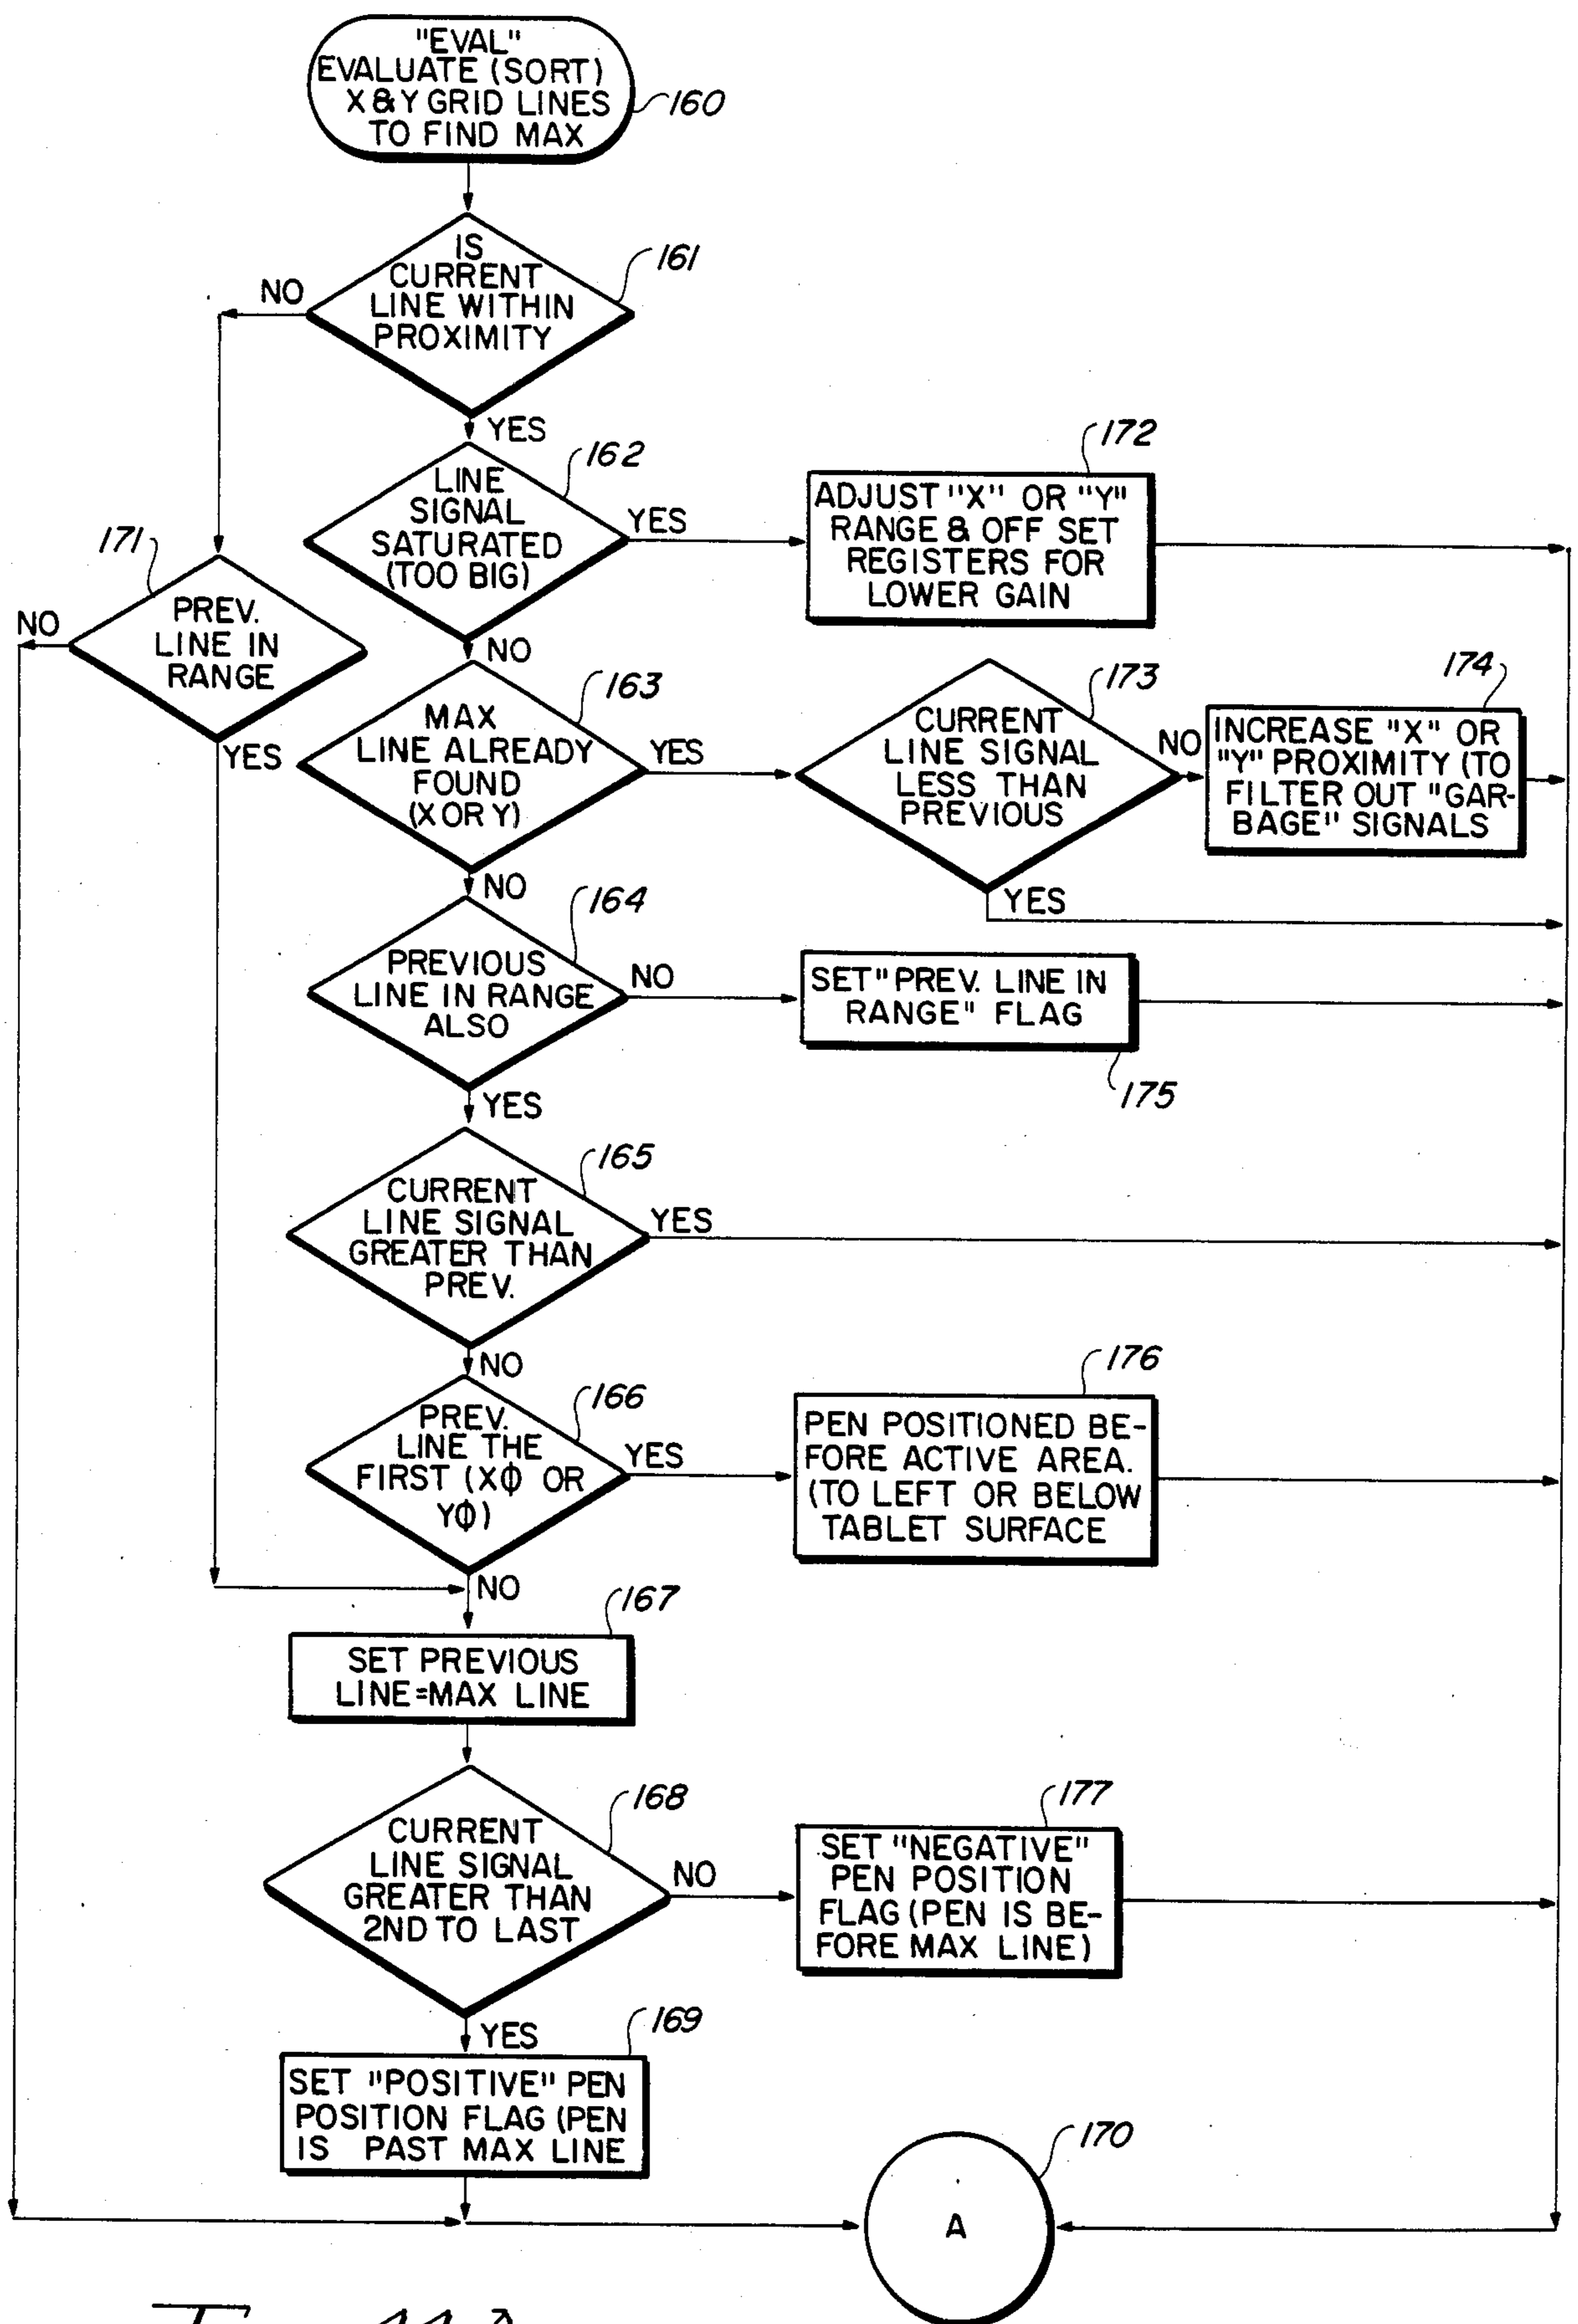 "EVAL"
EVALUATE (SORT)
X & Y GRID LINES
TO FIND MAX
160
IS
CURRENT
LINE WITHIN
PROXIMITY
161
NO
YES
LINE
SIGNAL
SATURATED
(TOO BIG)
162
YES
NO
ADJUST "X" OR "Y"
RANGE & OFF SET
REGISTERS FOR
LOWER GAIN
172
PREV.
LINE IN
RANGE
171
NO
YES
MAX
LINE ALREADY
FOUND
(X OR Y)
163
YES
NO
CURRENT
LINE SIGNAL
LESS THAN
PREVIOUS
173
NO
YES
INCREASE "X" OR
"Y" PROXIMITY (TO
FILTER OUT "GAR-
BAGE" SIGNALS
174
PREVIOUS
LINE IN RANGE
ALSO
164
NO
YES
SET "PREV. LINE IN
RANGE" FLAG
175
CURRENT
LINE SIGNAL
GREATER THAN
PREV.
165
YES
NO
PREV.
LINE THE
FIRST (XΦ OR
YΦ)
166
YES
NO
PEN POSITIONED BE-
FORE ACTIVE AREA.
(TO LEFT OR BELOW
TABLET SURFACE
176
SET PREVIOUS
LINE=MAX LINE
167
CURRENT
LINE SIGNAL
GREATER THAN
2ND TO LAST
168
NO
YES
SET "NEGATIVE"
PEN POSITION
FLAG (PEN IS BE-
FORE MAX LINE)
177
SET "POSITIVE" PEN
POSITION FLAG (PEN
IS PAST MAX LINE
169
A
170